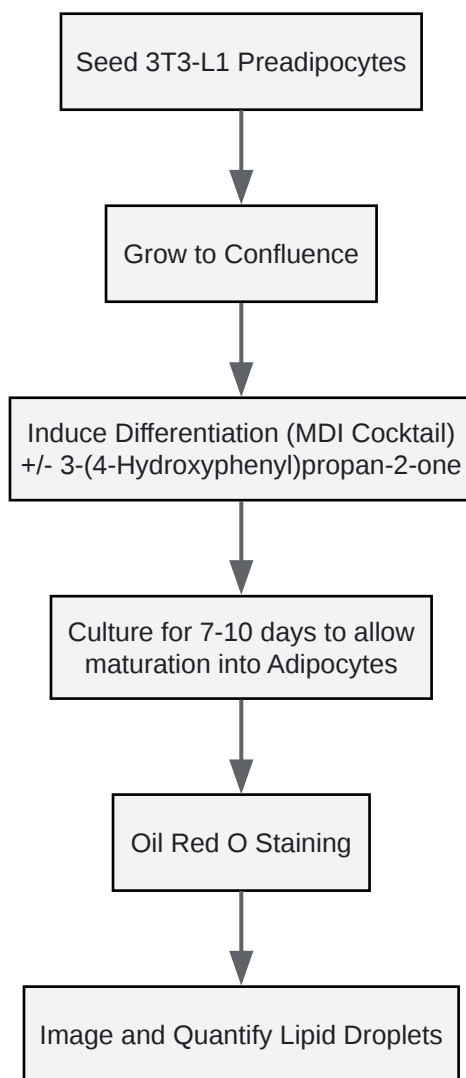 Seed 3T3-L1 Preadipocytes
Grow to Confluence
Induce Differentiation (MDI Cocktail)
+/- 3-(4-Hydroxyphenyl)propan-2-one
Culture for 7-10 days to allow
maturation into Adipocytes
Oil Red O Staining
Image and Quantify Lipid Droplets